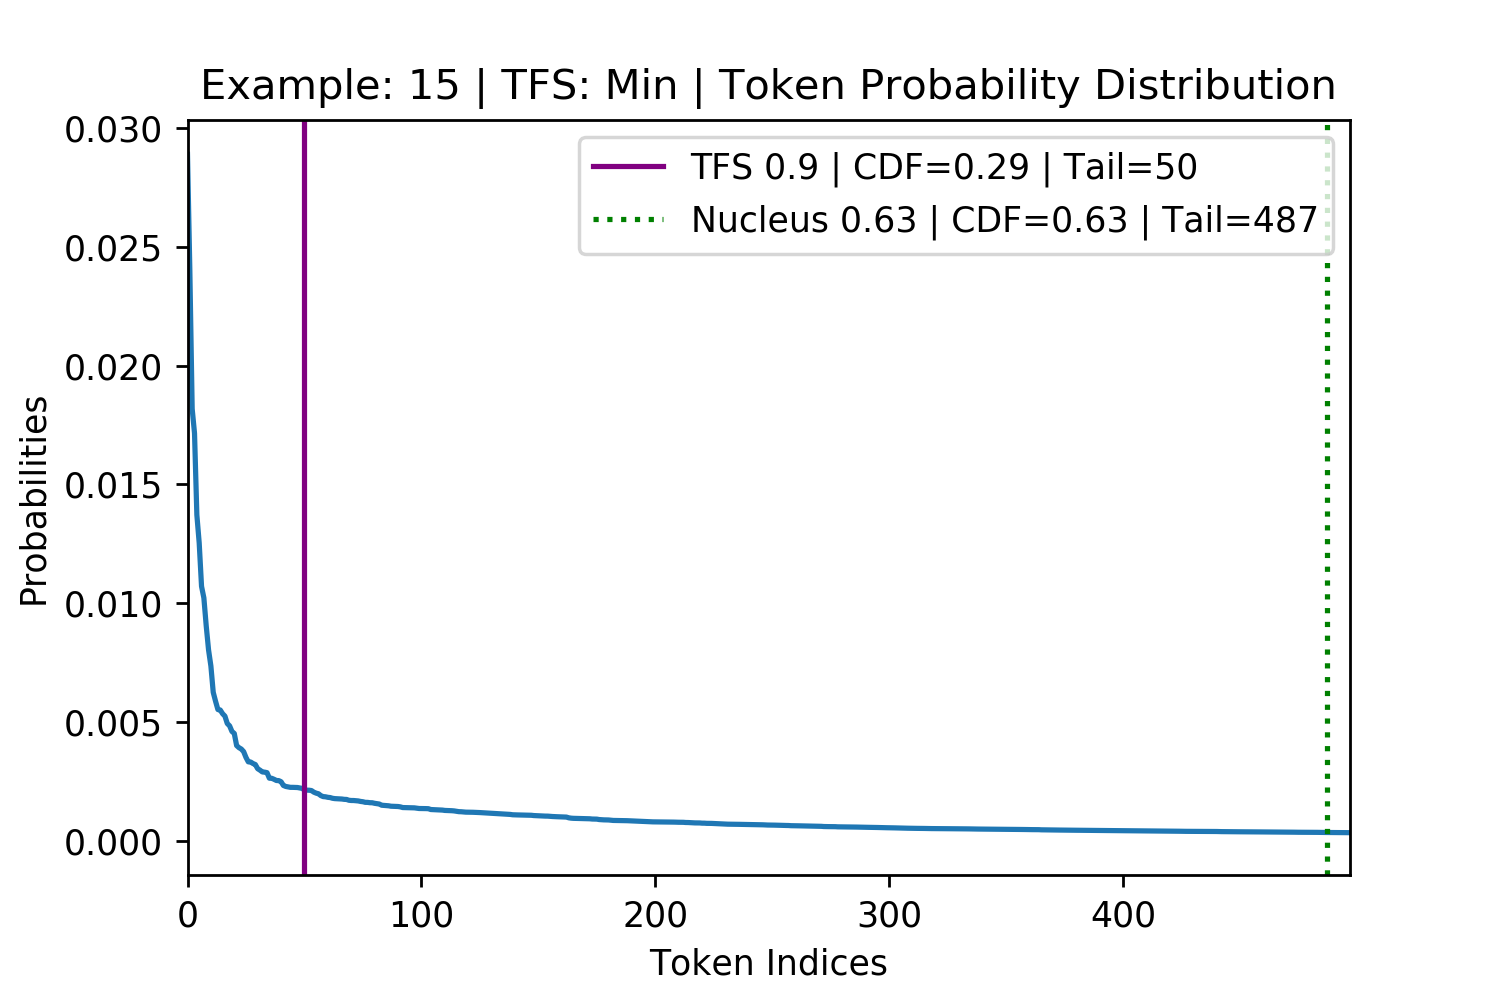 Example: 15 | TFS: Min | Token Probability Distribution
0.030
TFS 0.9 | CDF=0.29 | Tail=50
Nucleus 0.63 | CDF=0.63 | Tail=487
0.025
0.020
0.015
0.010
0.005
0.000
Probabilities
0 100 200 300 400
Token Indices